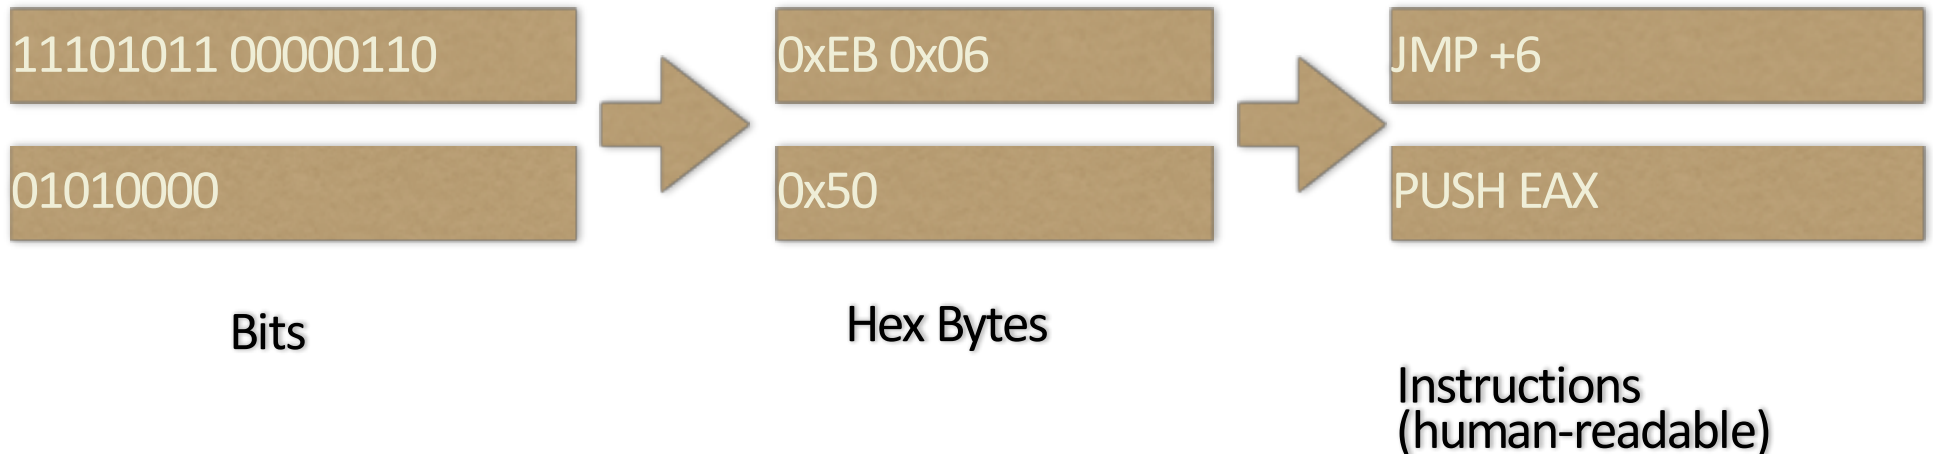 11101011 00000110
0xEB 0x06
JMP +6
01010000
0x50
PUSH EAX
Bits
Hex Bytes
Instructions
(human-readable)